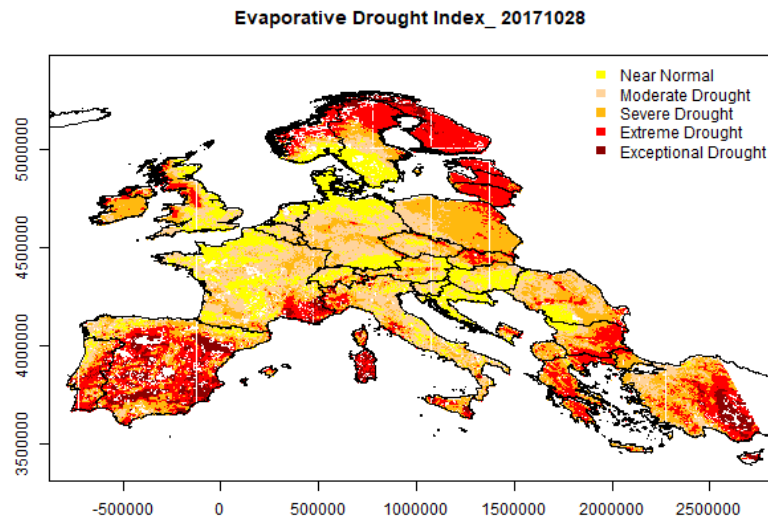 Evaporative Drought Index_ 20171028
Near Normal
Moderate Drought
Severe Drought
Extreme Drought
Exceptional Drought
5000000
4500000
4000000
3500000
-500000 0 500000 1000000 1500000 2000000 2500000